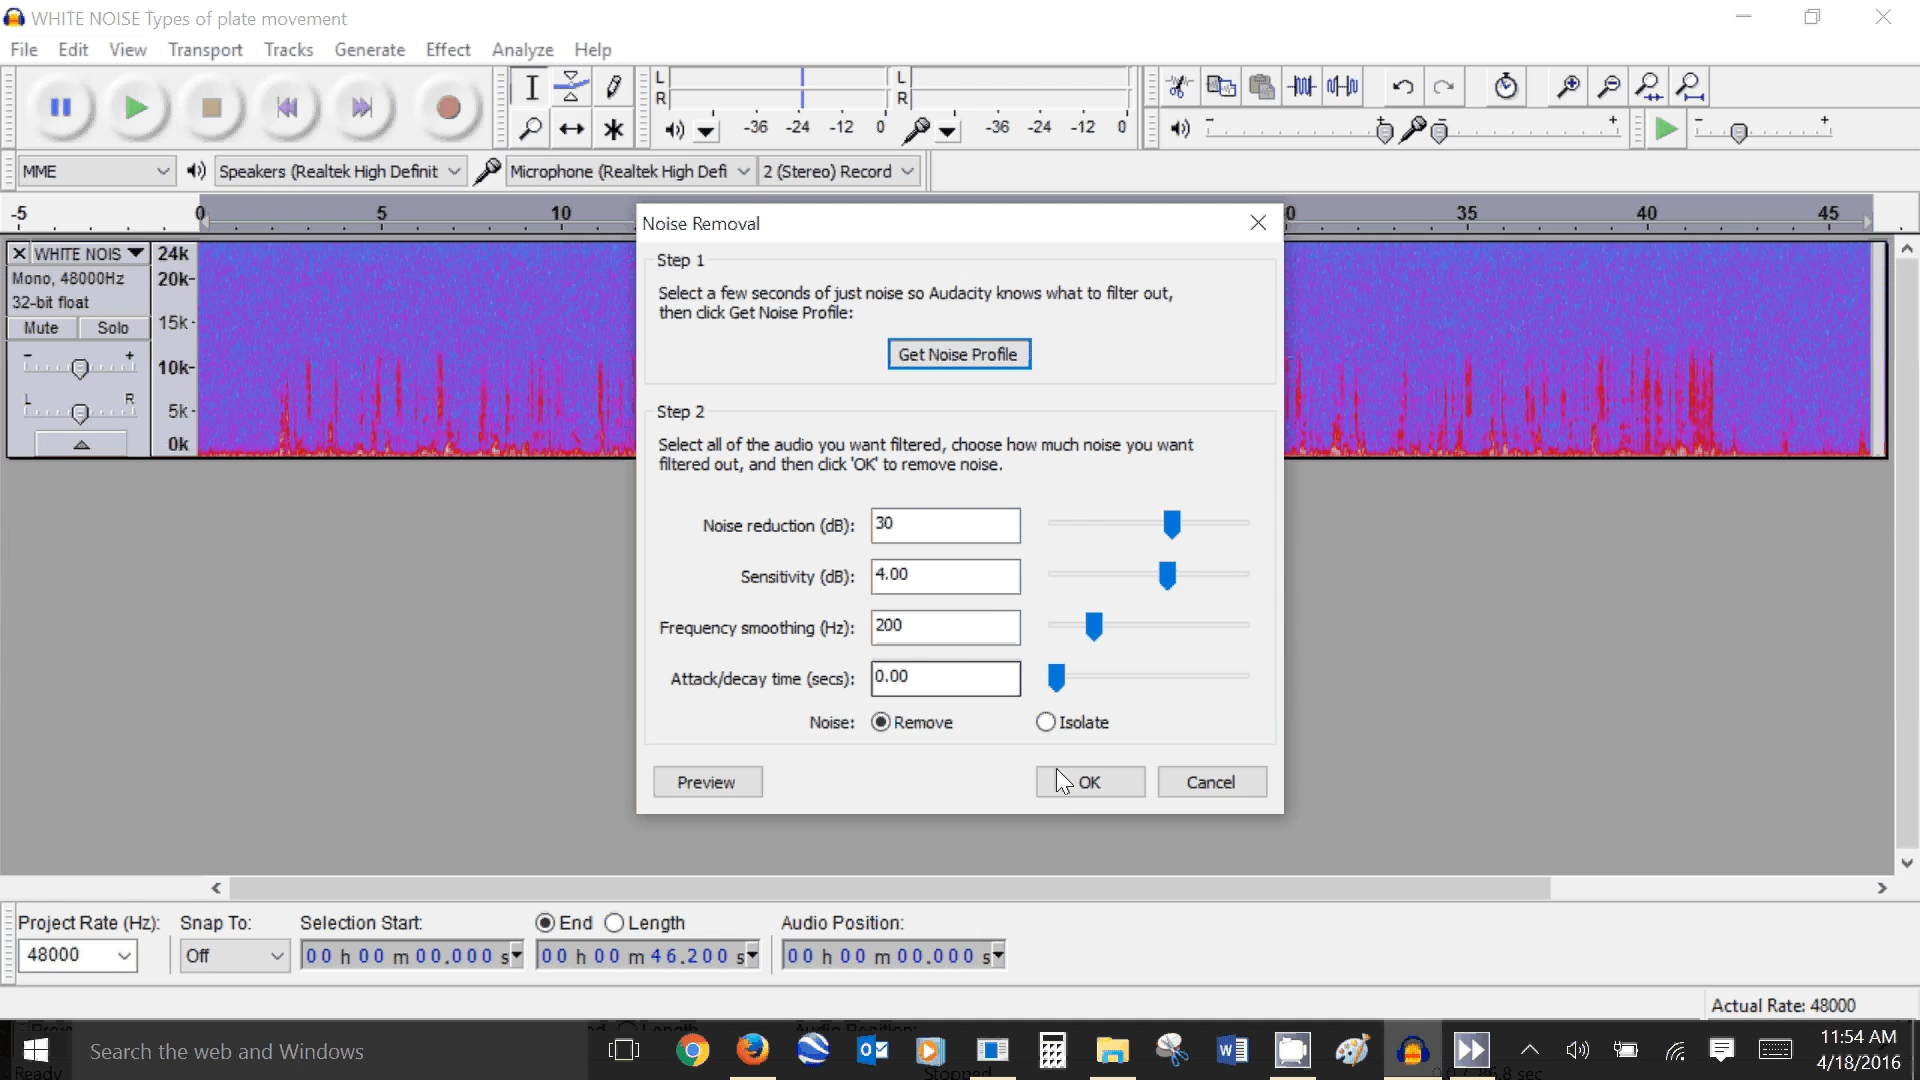 WHITE NOISE Types of plate movement
File Edit View Transport Tracks Generate Effect Analyze Help
L
R
-36 -24 -12 0
L
R
-36 -24 -12 0
MME
Speakers (Realtek High Definit
Microphone (Realtek High Defi
2 (Stereo) Record
-5 0 5 10 35 40 45
WHITE NOIS
Mono, 48000Hz
32-bit float
Mute Solo
- +
L R
24k
20k-
15k-
10k-
5k-
0k
Noise Removal
Step 1
Select a few seconds of just noise so Audacity knows what to filter out,
then click Get Noise Profile:
Get Noise Profile
Step 2
Select all of the audio you want filtered, choose how much noise you want
filtered out, and then click 'OK' to remove noise.
Noise reduction (dB): 30
Sensitivity (dB): 4.00
Frequency smoothing (Hz): 200
Attack/decay time (secs): 0.00
Noise: Remove Isolate
Preview OK Cancel
Project Rate (Hz): Snap To: Selection Start: End Length Audio Position:
48000 Off 00 h 00 m 00.000 s 00 h 00 m 46.200 s 00 h 00 m 00.000 s
Actual Rate: 48000
Search the web and Windows
11:54 AM
4/18/2016